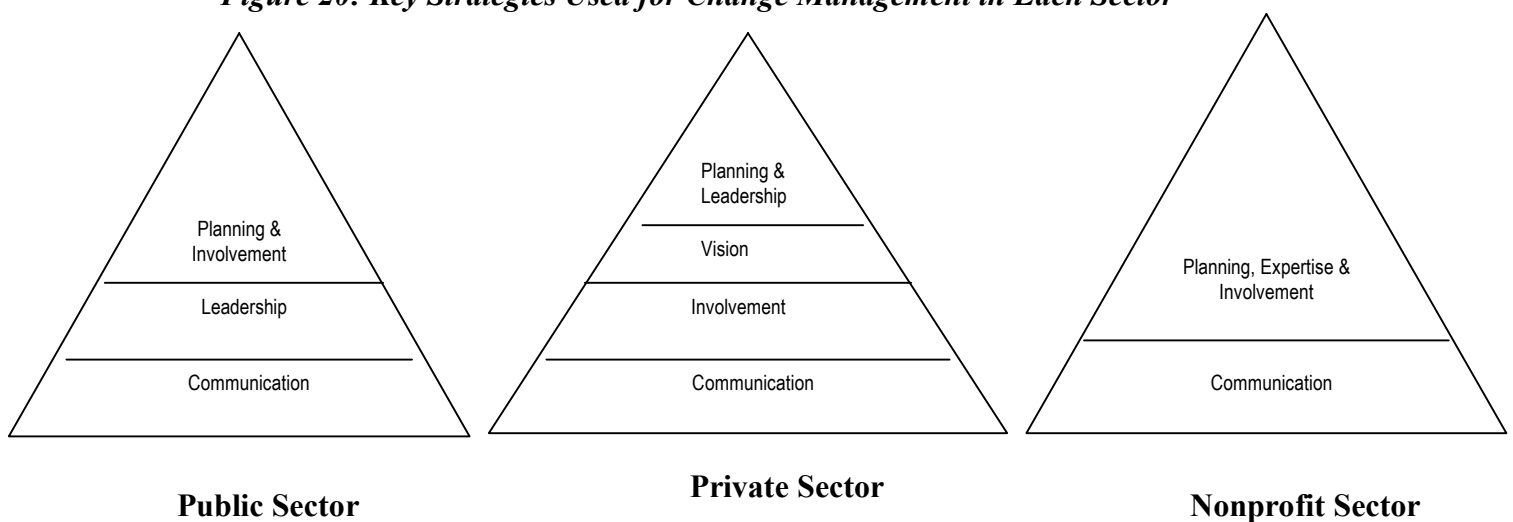 Figure 20: Key Strategies Used for Change Management in Each Sector
Planning &
Involvement
Leadership
Communication
Public Sector
Planning &
Leadership
Vision
Involvement
Communication
Private Sector
Planning, Expertise &
Involvement
Communication
Nonprofit Sector